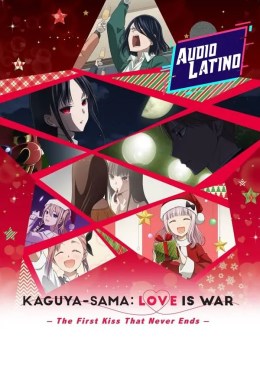 AUDIO
LATINO
KAGUYA-SAMA: LOVE IS WAR
– The First Kiss That Never Ends –